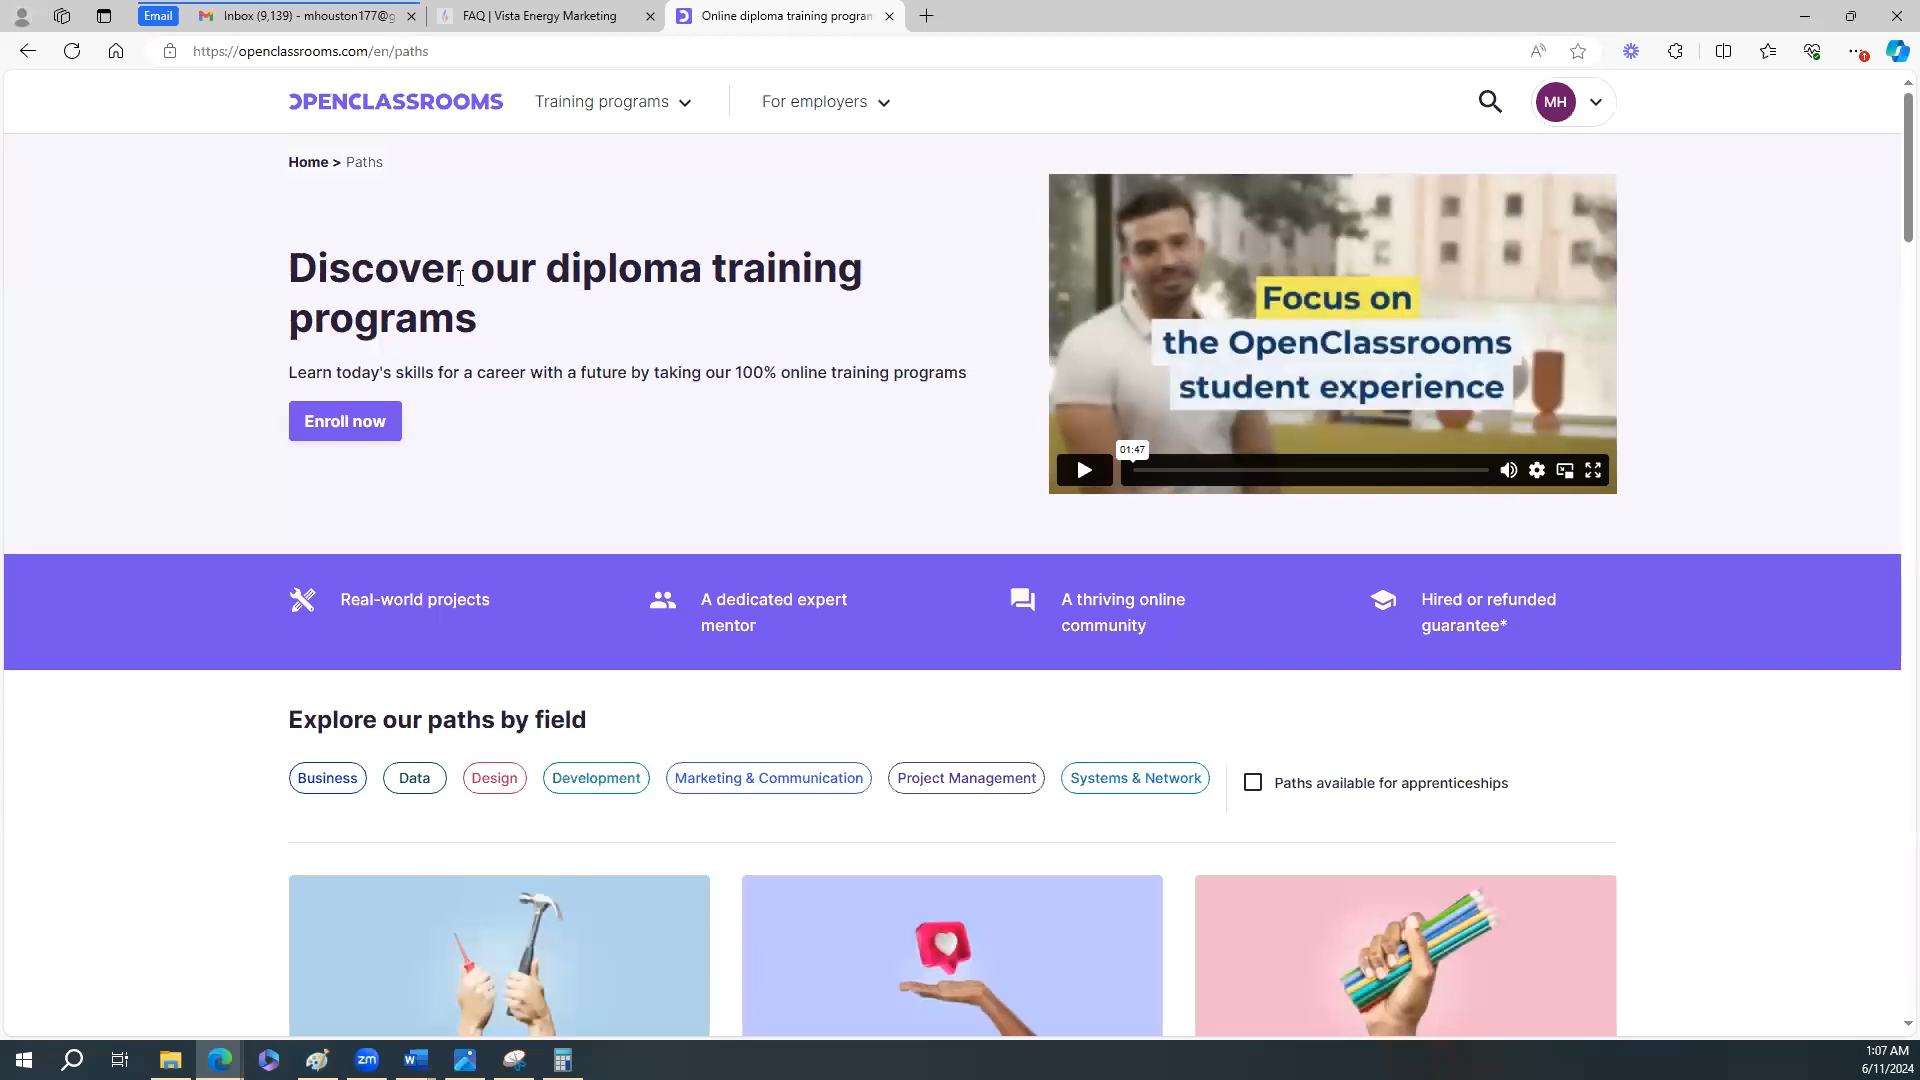 Email
Inbox (9,139) - mhouston177@g
FAQ | Vista Energy Marketing
Online diploma training program
https://openclassrooms.com/en/paths
OPENCLASSROOMS
Training programs
For employers
MH
Home > Paths
Discover our diploma training
programs
Learn today's skills for a career with a future by taking our 100% online training programs
Enroll now
Focus on
the OpenClassrooms
student experience
01:47
Real-world projects
A dedicated expert
mentor
A thriving online
community
Hired or refunded
guarantee*
Explore our paths by field
Business
Data
Design
Development
Marketing & Communication
Project Management
Systems & Network
Paths available for apprenticeships
zm
1:07 AM
6/11/2024